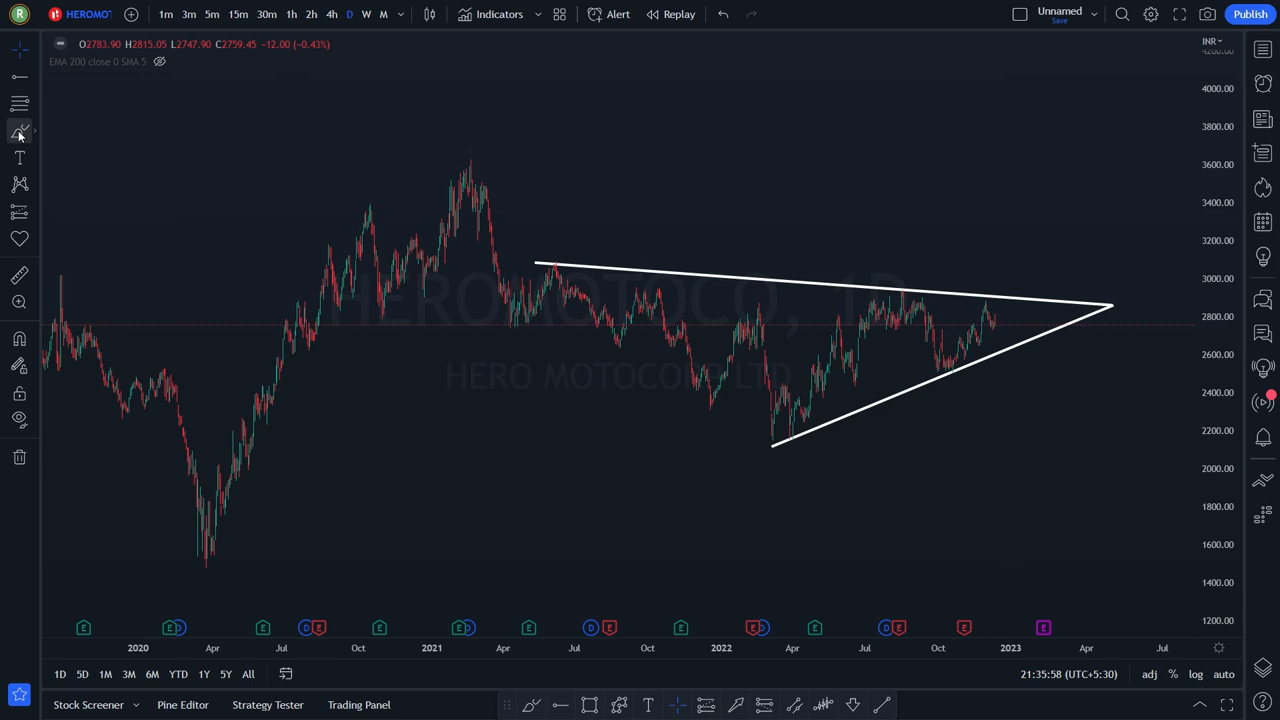 R HEROMO 1m 3m 5m 15m 30m 1h 2h 4h D W M Indicators Alert Replay Unnamed Save Publish
O2783.90 H2815.05 L2747.90 C2759.45 −12.00 (−0.43%) INR
EMA 200 close 0 SMA 5
4200.00
4000.00
3800.00
3600.00
3400.00
3200.00
3000.00
HEROMOTOCO, 1D
2800.00
2600.00
HERO MOTOCORP LTD
2400.00
2200.00
2000.00
1800.00
1600.00
1400.00
1200.00
E E D E D E E E D E D E E E D E D E E E
2020 Apr Jul Oct 2021 Apr Jul Oct 2022 Apr Jul Oct 2023 Apr Jul
1D 5D 1M 3M 6M YTD 1Y 5Y All 21:35:58 (UTC+5:30) adj % log auto
Stock Screener Pine Editor Strategy Tester Trading Panel T